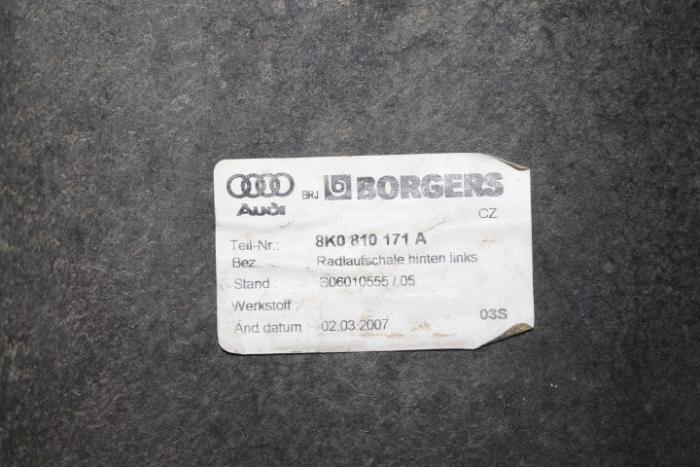 BRJ BORGERS
Audi
CZ
Teil-Nr.: 8K0 810 171 A
Bez. Radlaufschale hinten links
Stand S06010555 / 05
Werkstoff :
Änd datum : 02.03.2007
03S